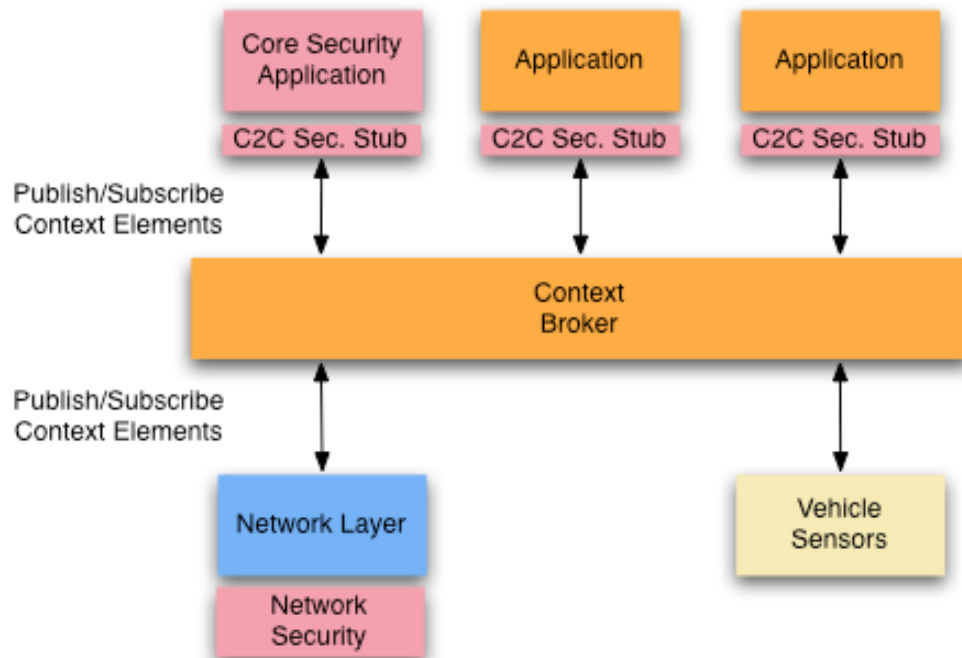 Core Security
Application
Application
Application
C2C Sec. Stub
C2C Sec. Stub
C2C Sec. Stub
Publish/Subscribe
Context Elements
Context
Broker
Publish/Subscribe
Context Elements
Network Layer
Vehicle
Sensors
Network
Security